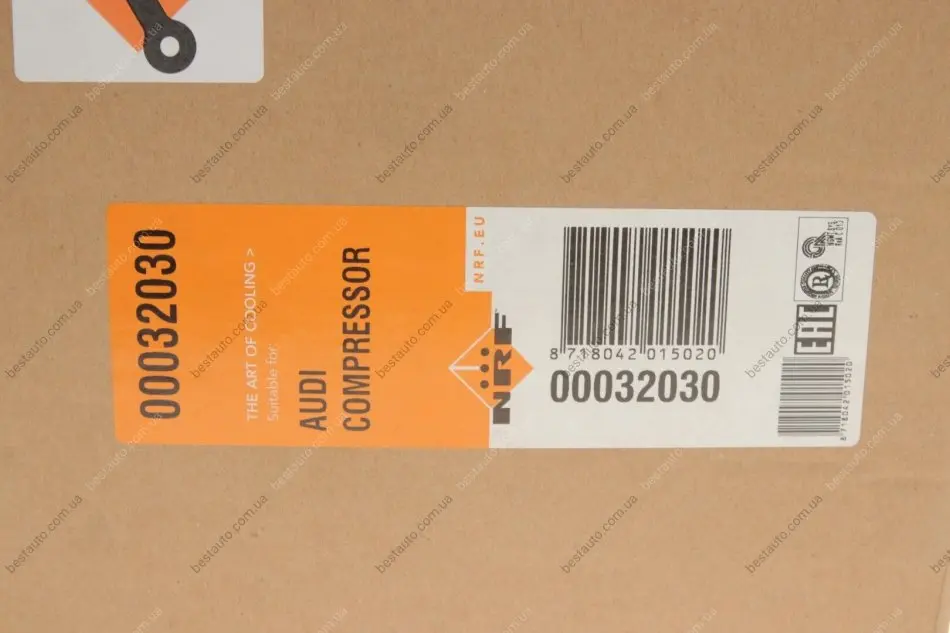 00032030
THE ART OF COOLING >
Suitable for:
AUDI
COMPRESSOR
NRF.EU
NRF
8 718042 015020
00032030
EAC
8 718042 015020
bestauto.com.ua